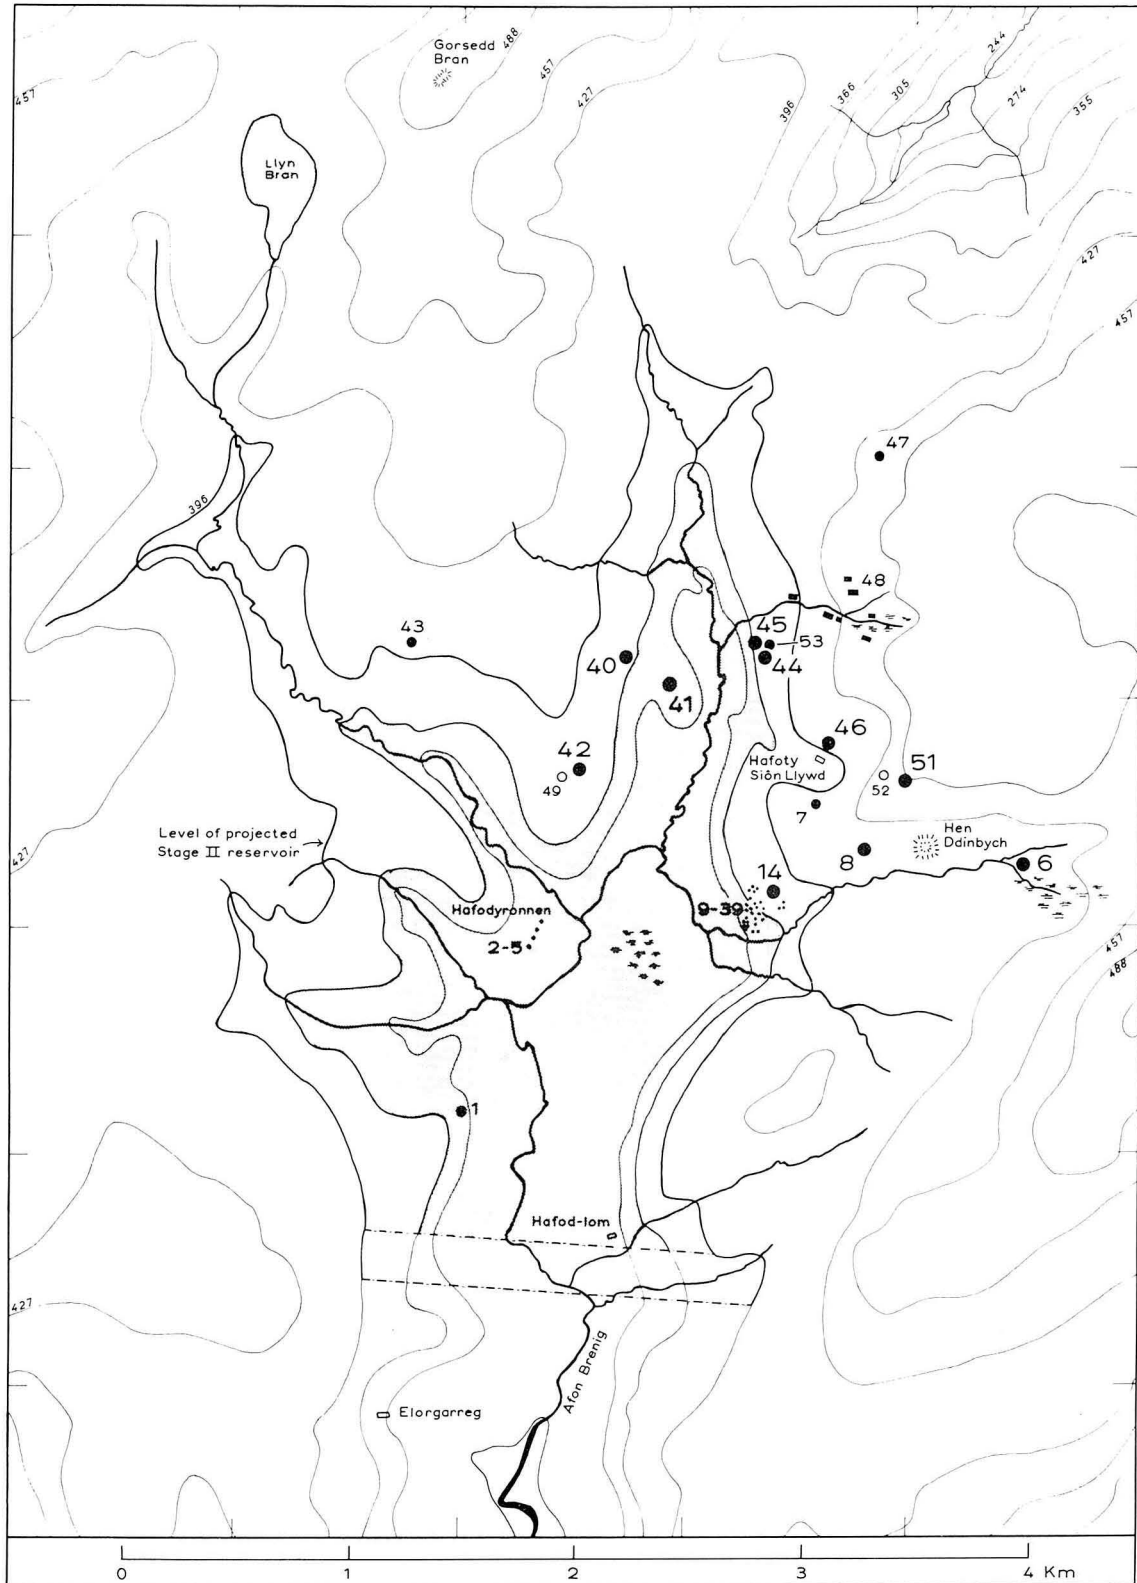 Gorsedd
Bran
488
457
427
244
366
305
396
274
355
457
Llyn
Bran
427
457
47
396
48
43
45
53
40
44
41
46
42
Hafoty
Siôn Llywd
51
49
52
7
Level of projected
Stage II reservoir
Hen
Ddinbych
427
8
6
14
Hafodyronnen
9-39
2-5
457
488
1
Hafod-lom
427
Afon Brenig
Elorgarreg
0 1 2 3 4 Km